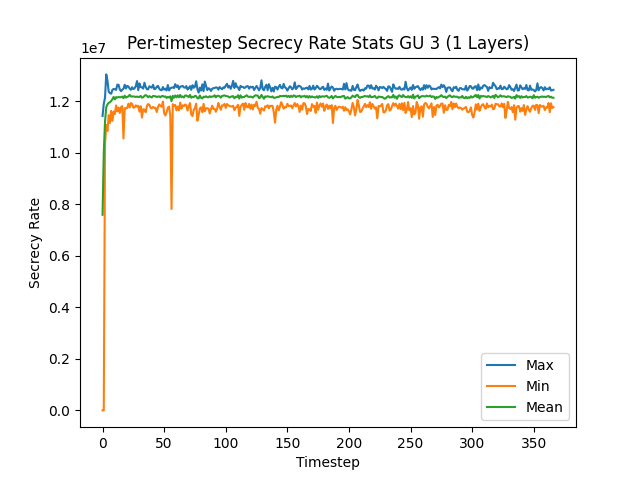 Per-timestep Secrecy Rate Stats GU 3 (1 Layers)
1e7
1.2
1.0
0.8
0.6
0.4
0.2
0.0
Secrecy Rate
0 50 100 150 200 250 300 350
Timestep
Max
Min
Mean